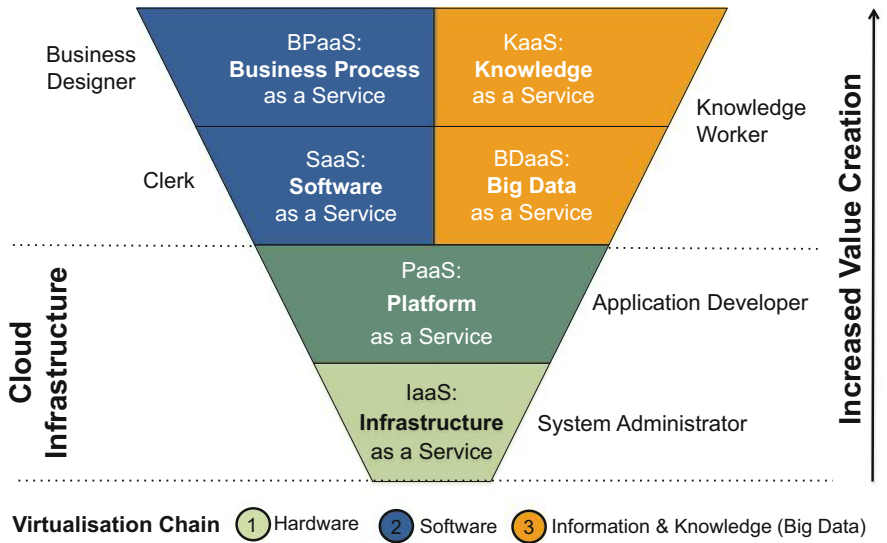 Business
Designer
BPaaS:
Business Process
as a Service
KaaS:
Knowledge
as a Service
Knowledge
Worker
Clerk
SaaS:
Software
as a Service
BDaaS:
Big Data
as a Service
Increased Value Creation
Cloud
Infrastructure
PaaS:
Platform
as a Service
Application Developer
IaaS:
Infrastructure
as a Service
System Administrator
Virtualisation Chain 1 Hardware 2 Software 3 Information & Knowledge (Big Data)